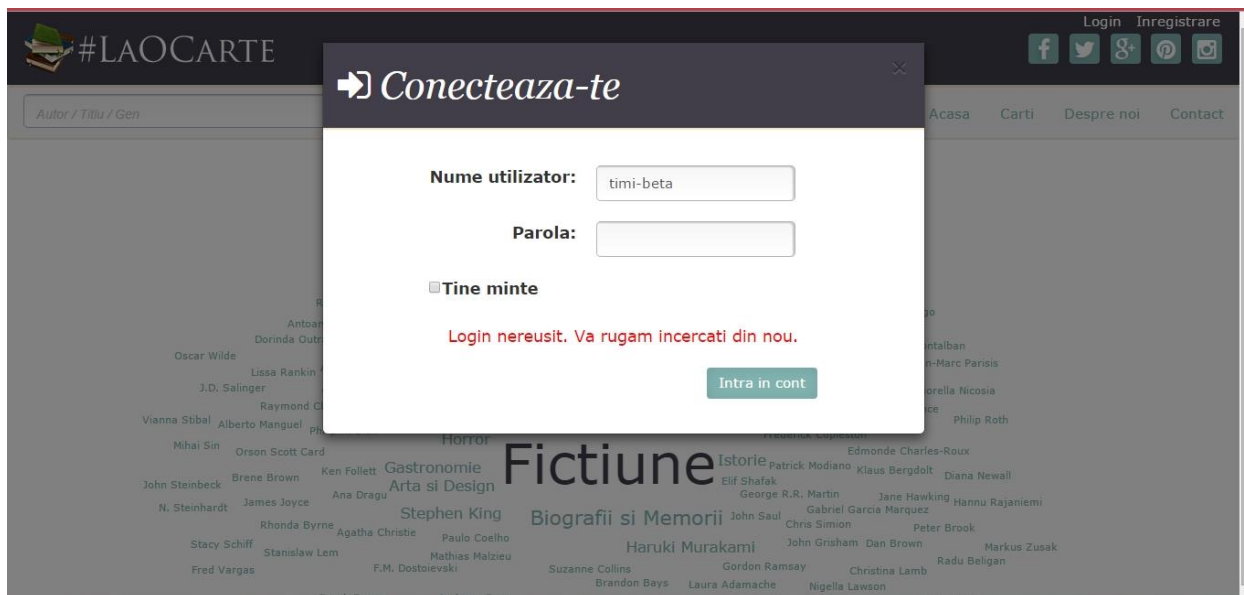 Login Inregistrare
#LAOCARTE
Conecteaza-te
Autor / Titlu / Gen
Acasa Carti Despre noi Contact
Nume utilizator: timi-beta
Parola:
Tine minte
Login nereusit. Va rugam incercati din nou.
Intra in cont
Antoan
Dorinda Outr
Oscar Wilde
ntalban
n-Marc Parisis
Lissa Rankin
J.D. Salinger
orella Nicosia
Raymond C
Vianna Stibal Alberto Manguel
Philip Roth
Mihai Sin Orson Scott Card
Horror
Frederick Copleston
Edmonde Charles-Roux
Fictiune
Ken Follett Gastronomie
Istorie Patrick Modiano Klaus Bergdolt Diana Newall
John Steinbeck Brene Brown
Ana Dragu Arta si Design
Elif Shafak
George R.R. Martin Jane Hawking Hannu Rajaniemi
N. Steinhardt James Joyce
Stephen King
Biografii si Memorii John Saul
Gabriel Garcia Marquez
Chris Simion Peter Brook
Rhonda Byrne Agatha Christie Paulo Coelho
Stacy Schiff Stanislaw Lem
Mathias Malzieu
Haruki Murakami
John Grisham Dan Brown Markus Zusak
Fred Vargas
F.M. Dostoievski
Suzanne Collins
Gordon Ramsay
Christina Lamb Radu Beligan
Brandon Bays Laura Adamache Nigella Lawson